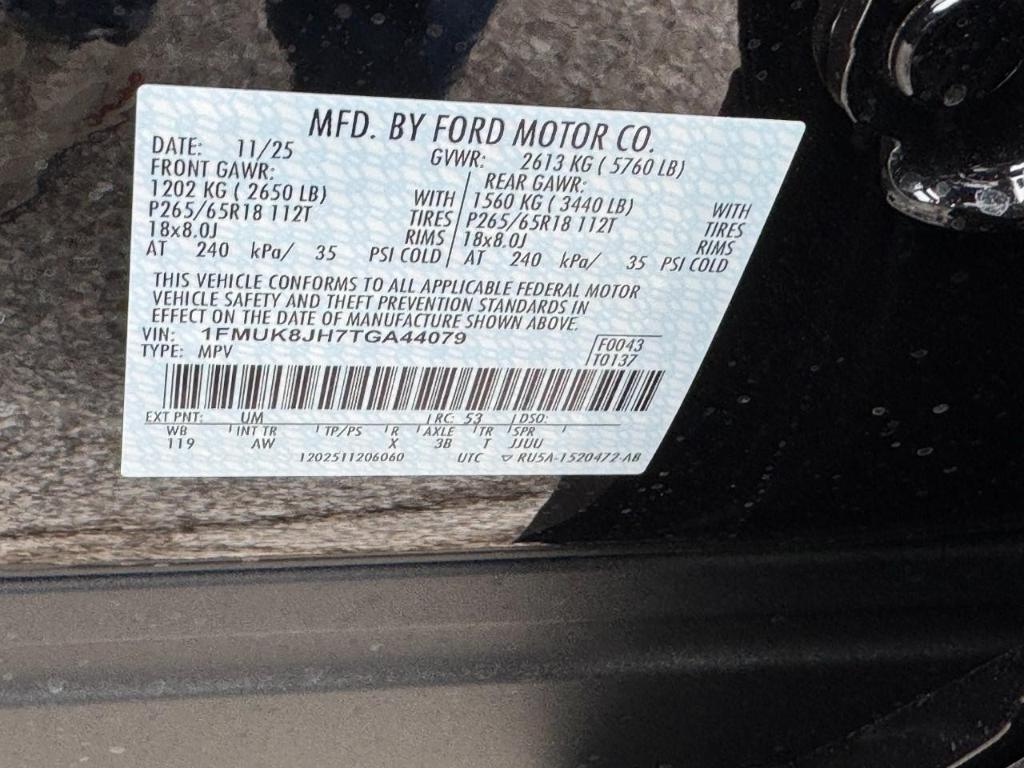 MFD. BY FORD MOTOR CO.
DATE: 11/25 GVWR: 2613 KG ( 5760 LB)
FRONT GAWR: REAR GAWR:
1202 KG ( 2650 LB) WITH 1560 KG ( 3440 LB) WITH
P265/65R18 112T TIRES P265/65R18 112T TIRES
18x8.0J RIMS 18x8.0J RIMS
AT 240 kPa/ 35 PSI COLD AT 240 kPa/ 35 PSI COLD
THIS VEHICLE CONFORMS TO ALL APPLICABLE FEDERAL MOTOR
VEHICLE SAFETY AND THEFT PREVENTION STANDARDS IN
EFFECT ON THE DATE OF MANUFACTURE SHOWN ABOVE.
VIN: 1FMUK8JH7TGA44079 F0043
TYPE: MPV T0137
EXT PNT: UM RC: 53 DSO:
WB INT TR TP/PS R AXLE TR SPR
119 AW X 3B T JJUU
1202511206060 UTC ▽ RU5A-1520472-AB